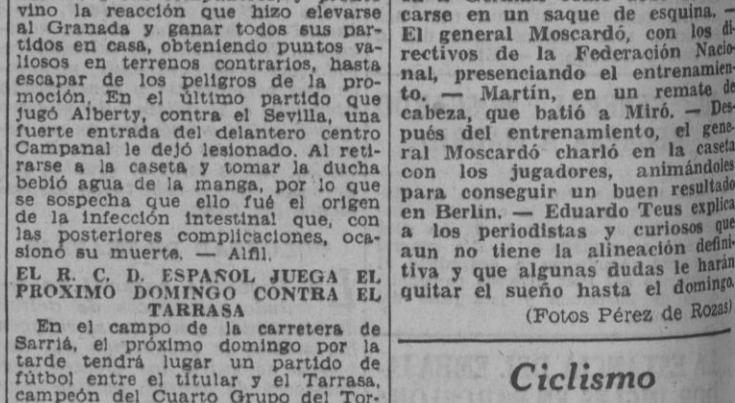 vino la reacción que hizo elevarse
al Granada y ganar todos sus par-
tidos en casa, obteniendo puntos va-
liosos en terrenos contrarios, hasta
escapar de los peligros de la pro-
moción. En el último partido que
jugó Alberty, contra el Sevilla, una
fuerte entrada del delantero centro
Campanal le dejó lesionado. Al reti-
rarse a la caseta y tomar la ducha
bebió agua de la manga, por lo que
se sospecha que ello fué el origen
de la infección intestinal que, con
las posteriores complicaciones, oca-
sionó su muerte. — Alfil.
EL R. C. D. ESPAÑOL JUEGA EL
PROXIMO DOMINGO CONTRA EL
TARRASA
En el campo de la carretera de
Sarriá, el próximo domingo por la
tarde tendrá lugar un partido de
fútbol entre el titular y el Tarrasa,
campeón del Cuarto Grupo del Tor-
carse en un saque de esquina. —
El general Moscardó, con los di-
rectivos de la Federación Nacio-
nal, presenciando el entrenamien-
to. — Martín, en un remate de
cabeza, que batió a Miró. — Des-
pués del entrenamiento, el gene-
ral Moscardó charló en la caseta
con los jugadores, animándoles
para conseguir un buen resultado
en Berlín. — Eduardo Teus explica
a los periodistas y curiosos que
aun no tiene la alineación defini-
tiva y que algunas dudas le harán
quitar el sueño hasta el domingo.
(Fotos Pérez de Rozas)
Ciclismo